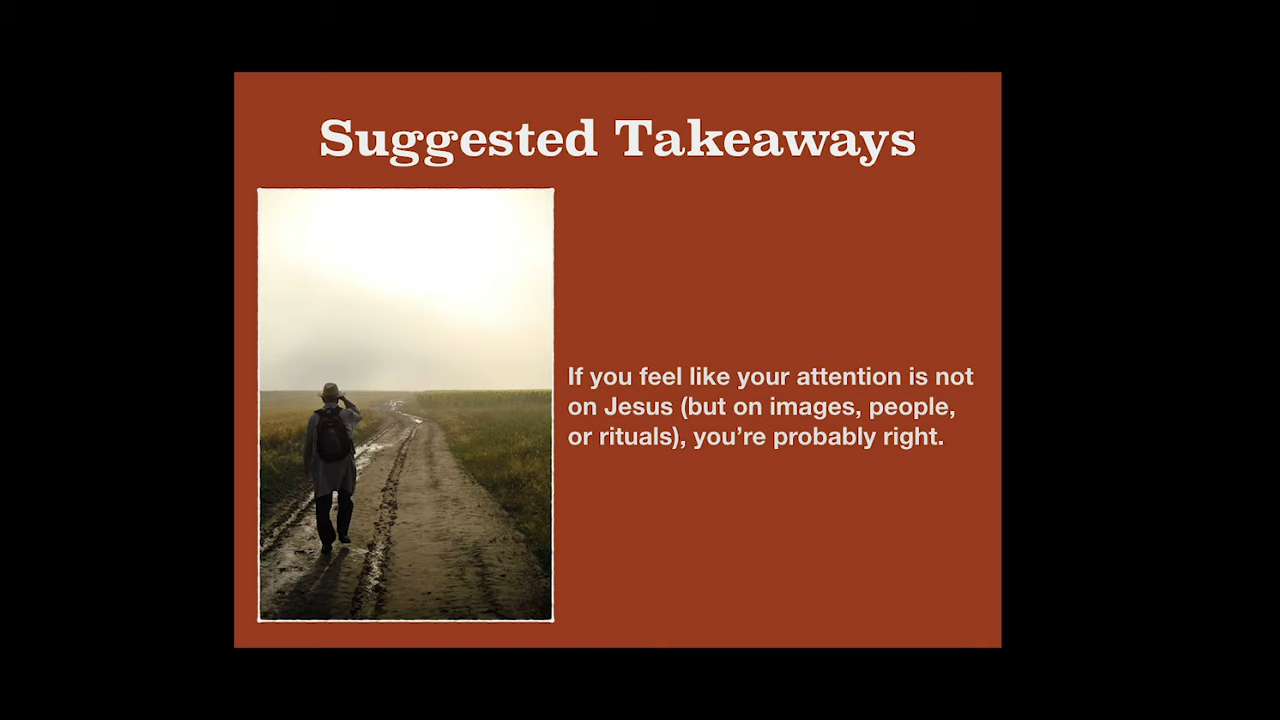 Suggested Takeaways
If you feel like your attention is not
on Jesus (but on images, people,
or rituals), you’re probably right.